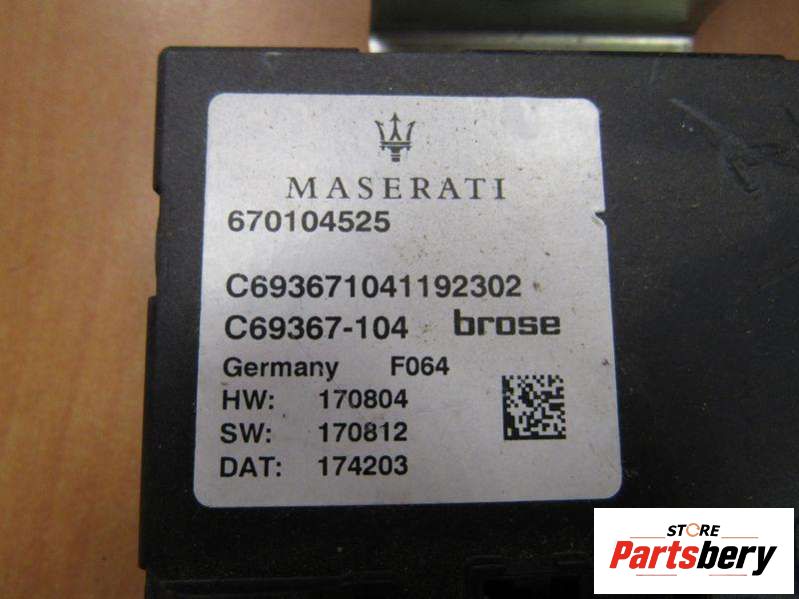 MASERATI
670104525
C693671041192302
C69367-104 brose
Germany F064
HW: 170804
SW: 170812
DAT: 174203
STORE
Partsbery